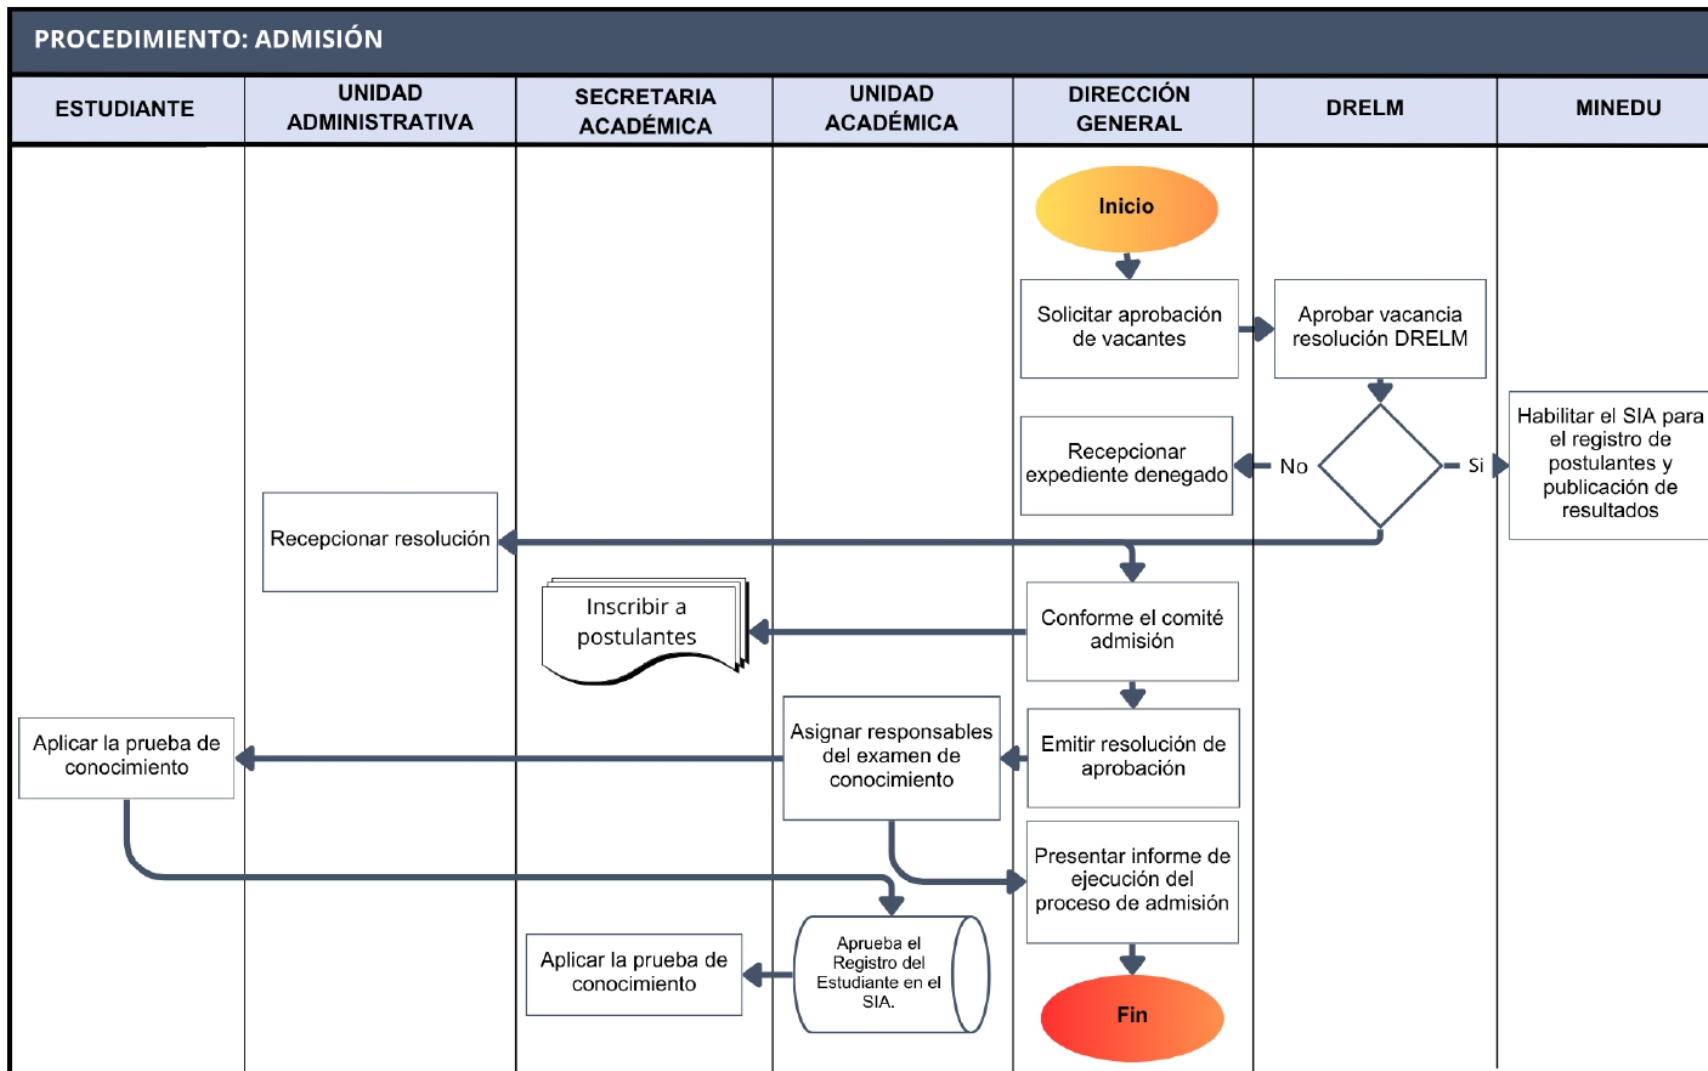 PROCEDIMIENTO: ADMISIÓN
ESTUDIANTE
UNIDAD
ADMINISTRATIVA
SECRETARIA
ACADÉMICA
UNIDAD
ACADÉMICA
DIRECCIÓN
GENERAL
DRELM
MINEDU
Inicio
Solicitar aprobación
de vacantes
Aprobar vacancia
resolución DRELM
Recepcionar
expediente denegado
No
Si
Habilitar el SIA para
el registro de
postulantes y
publicación de
resultados
Recepcionar resolución
Inscribir a
postulantes
Conforme el comité
admisión
Aplicar la prueba de
conocimiento
Asignar responsables
del examen de
conocimiento
Emitir resolución de
aprobación
Presentar informe de
ejecución del
proceso de admisión
Aplicar la prueba de
conocimiento
Aprueba el
Registro del
Estudiante en el
SIA.
Fin